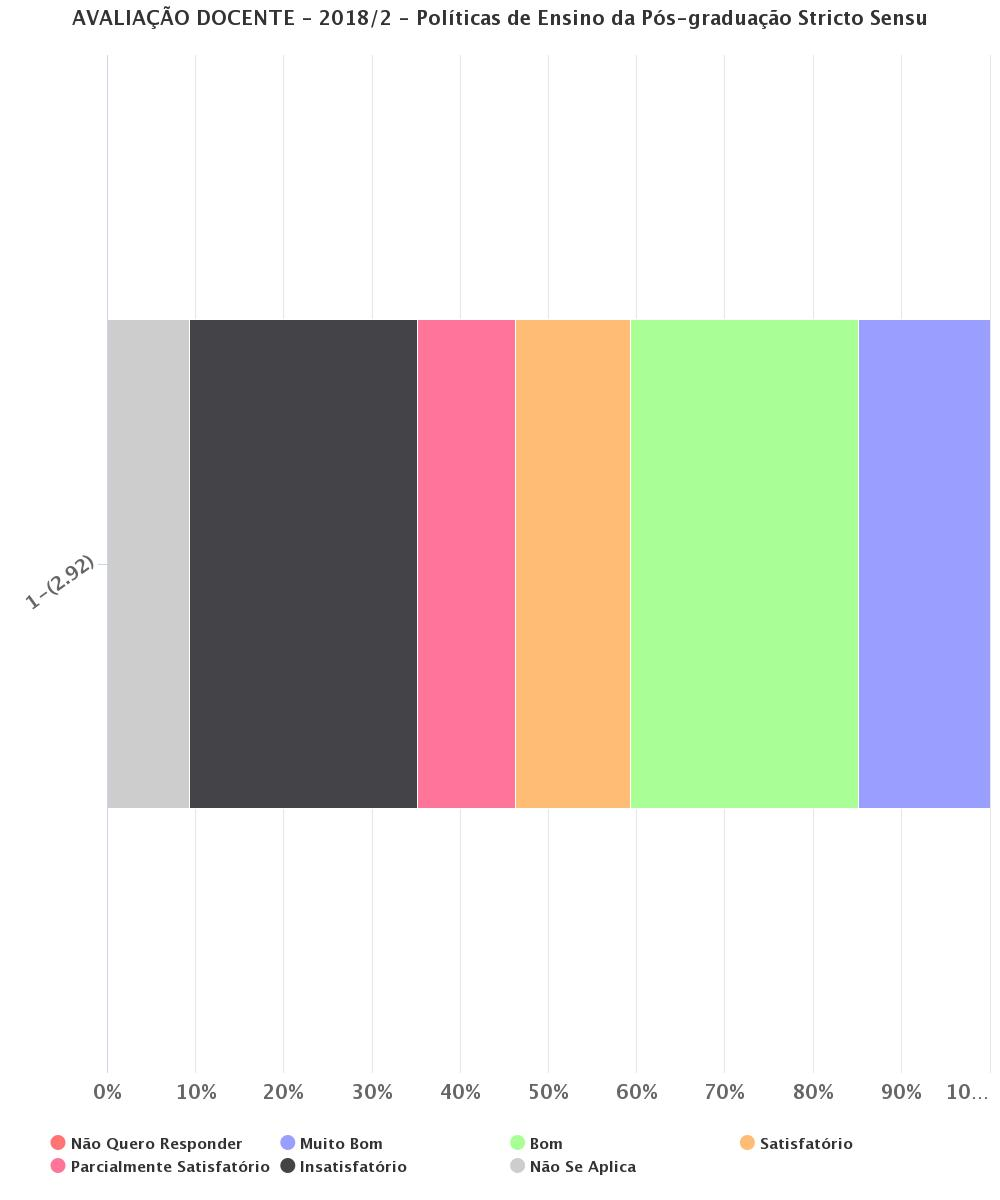 AVALIAÇÃO DOCENTE - 2018/2 - Políticas de Ensino da Pós-graduação Stricto Sensu
1-(2.92)
0% 10% 20% 30% 40% 50% 60% 70% 80% 90% 10...
Não Quero Responder Muito Bom Bom Satisfatório
Parcialmente Satisfatório Insatisfatório Não Se Aplica